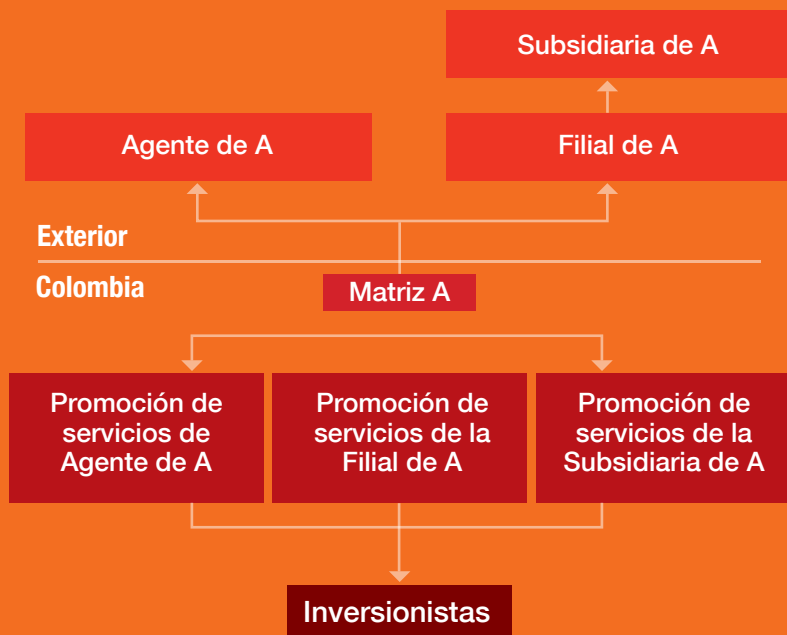 Subsidiaria de A
Agente de A
Filial de A
Exterior
Colombia
Matriz A
Promoción de
servicios de
Agente de A
Promoción de
servicios de la
Filial de A
Promoción de
servicios de la
Subsidiaria de A
Inversionistas